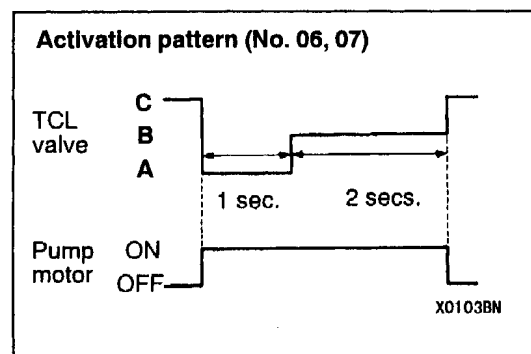 Activation pattern (No. 06, 07)
C
TCL
valve
B
A
1 sec.
2 secs.
Pump
motor
ON
OFF
X0103BN